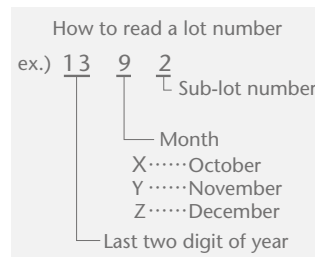 How to read a lot number
ex.) 13 9 2
Sub-lot number
Month
X……October
Y……November
Z……December
Last two digit of year